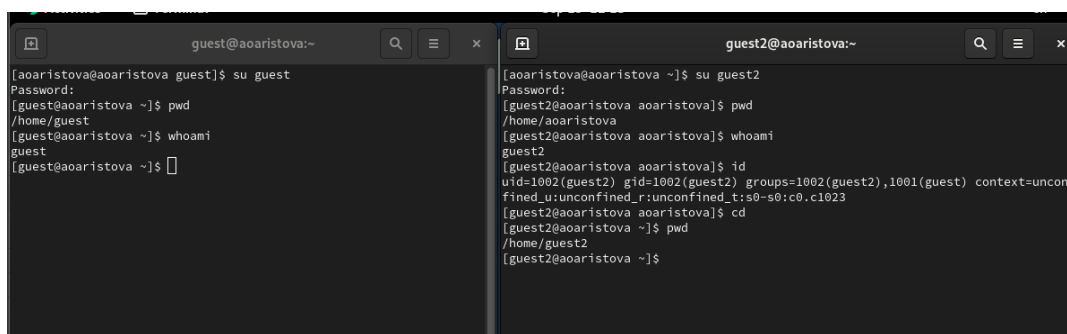 guest@aoaristova:~
[aoaristova@aoaristova guest]$ su guest
Password:
[guest@aoaristova ~]$ pwd
/home/guest
[guest@aoaristova ~]$ whoami
guest
[guest@aoaristova ~]$
guest2@aoaristova:~
[aoaristova@aoaristova ~]$ su guest2
Password:
[guest2@aoaristova aoaristova]$ pwd
/home/aoaristova
[guest2@aoaristova aoaristova]$ whoami
guest2
[guest2@aoaristova aoaristova]$ id
uid=1002(guest2) gid=1002(guest2) groups=1002(guest2),1001(guest) context=uncon
fined_u:unconfined_r:unconfined_t:s0-s0:c0.c1023
[guest2@aoaristova aoaristova]$ cd
[guest2@aoaristova ~]$ pwd
/home/guest2
[guest2@aoaristova ~]$